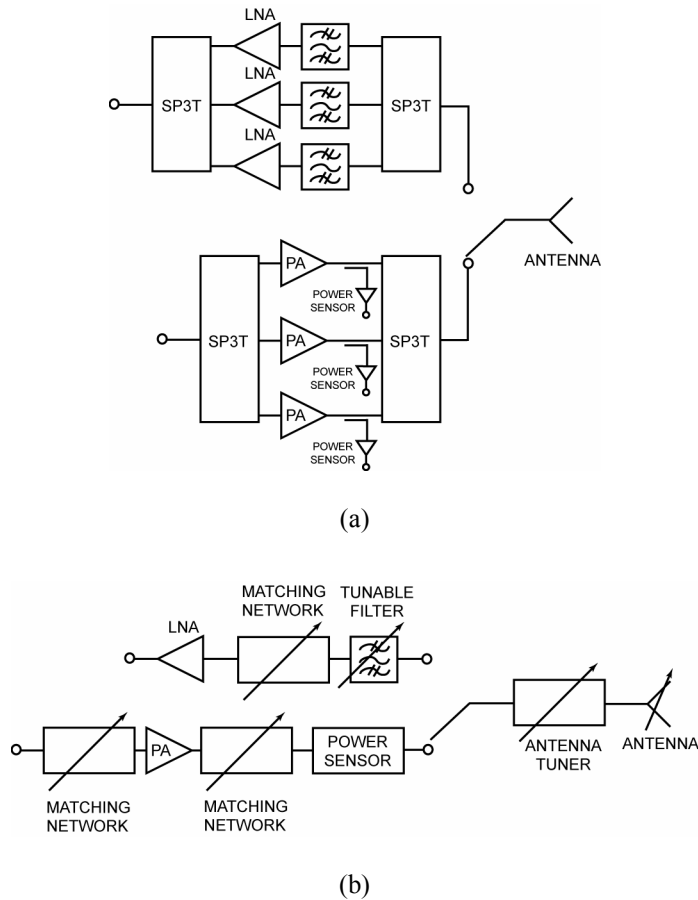 LNA
LNA
SP3T
SP3T
LNA
ANTENNA
PA
POWER
SENSOR
SP3T
PA
SP3T
POWER
SENSOR
PA
POWER
SENSOR
(a)
MATCHING
NETWORK
TUNABLE
FILTER
LNA
PA
POWER
SENSOR
ANTENNA
TUNER
ANTENNA
MATCHING
NETWORK
MATCHING
NETWORK
(b)